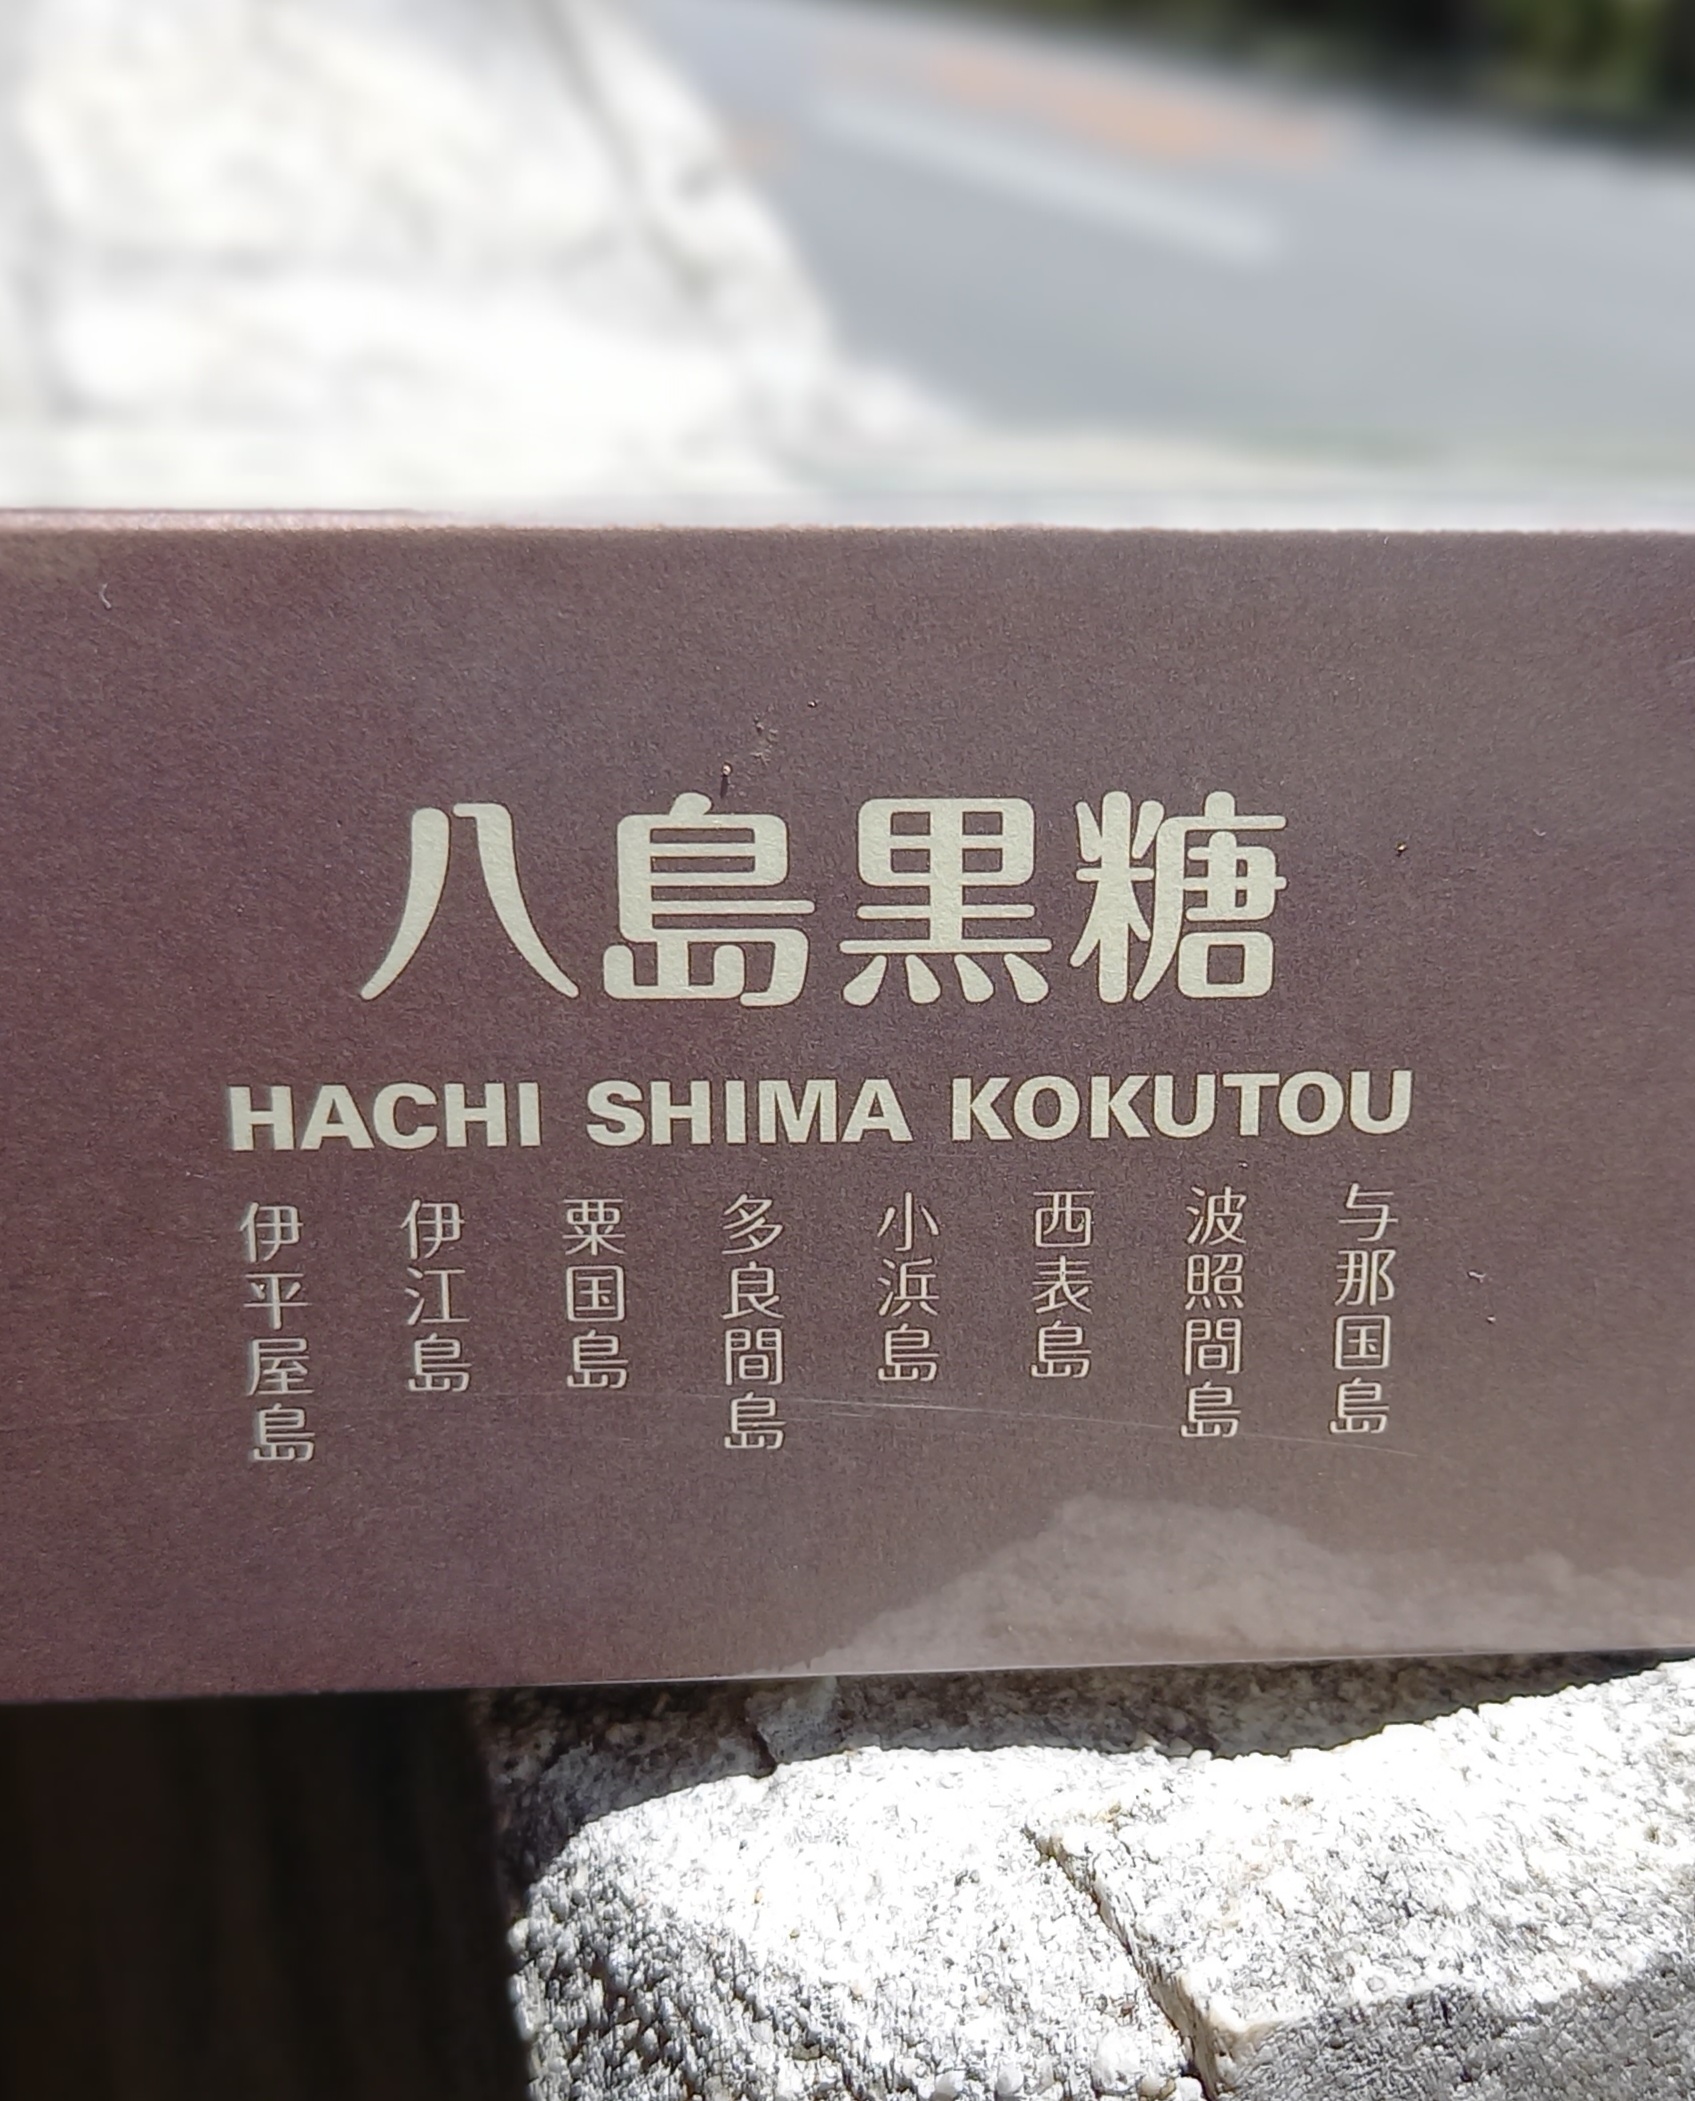 八島黒糖
HACHI SHIMA KOKUTOU
与那国島
波照間島
西表島
小浜島
多良間島
粟国島
伊江島
伊平屋島